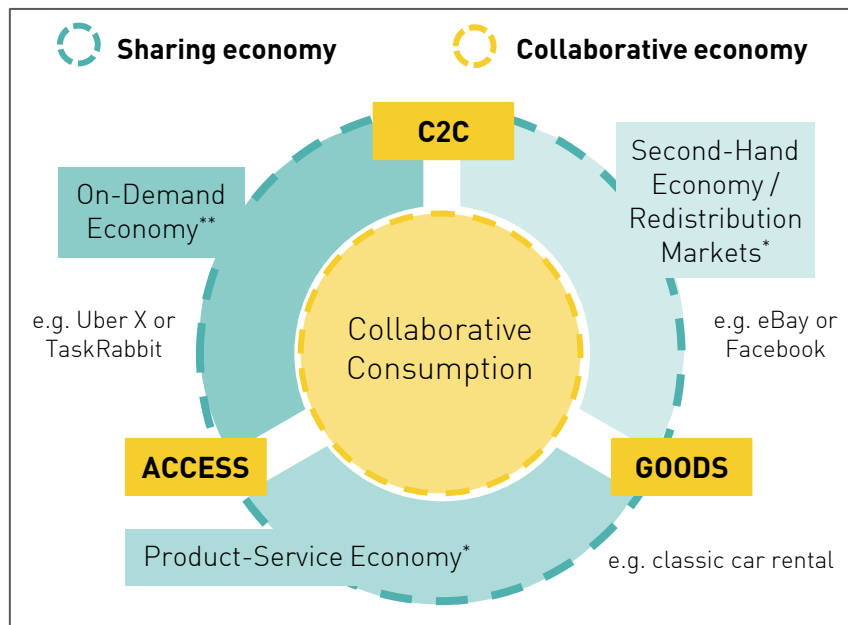 Sharing economy
Collaborative economy
C2C
On-Demand
Economy**
Second-Hand
Economy /
Redistribution
Markets*
e.g. Uber X or
TaskRabbit
Collaborative
Consumption
e.g. eBay or
Facebook
ACCESS
GOODS
Product-Service Economy*
e.g. classic car rental